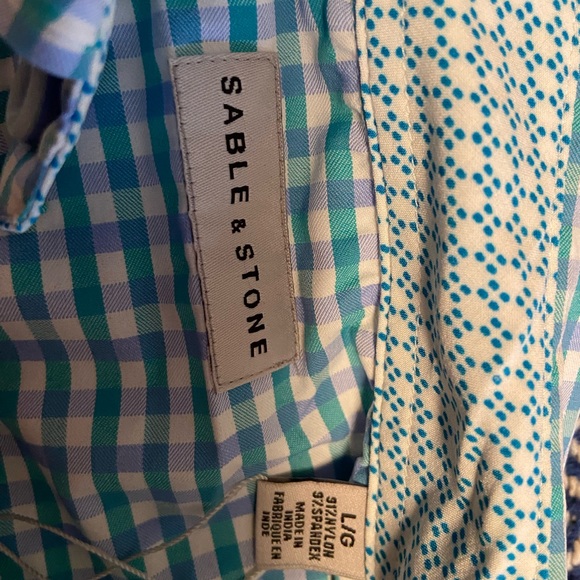 SABLE & STONE
L/G
91%NYLON
9%SPANDEX
MADE IN
INDIA
FABRIQUE EN
INDE